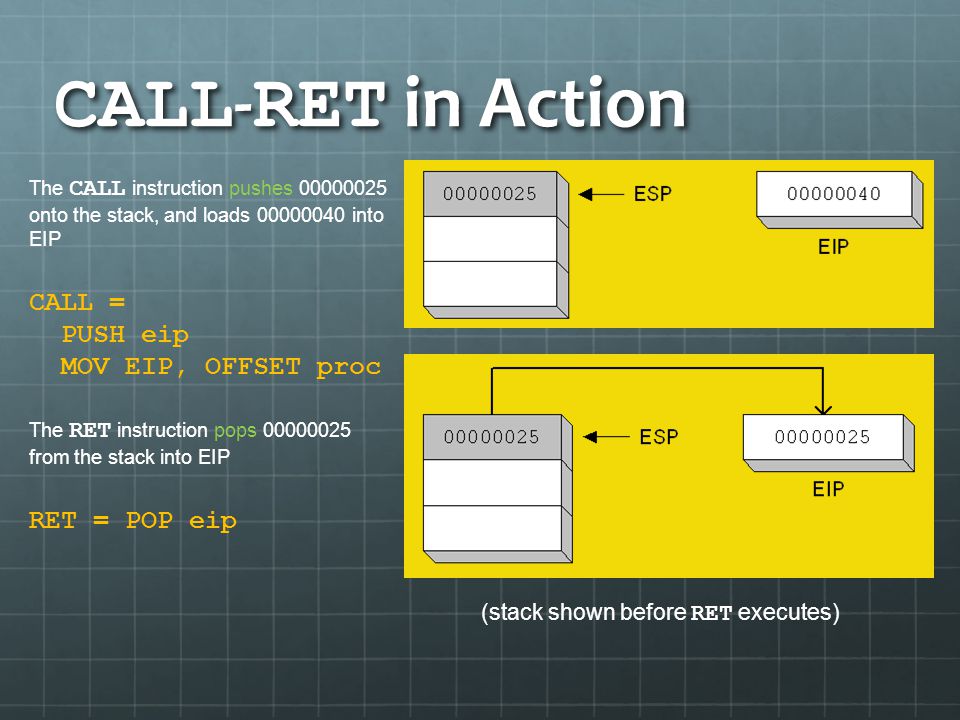 CALL-RET in Action
The CALL instruction pushes 00000025
onto the stack, and loads 00000040 into
EIP
CALL =
PUSH eip
MOV EIP, OFFSET proc
The RET instruction pops 00000025
from the stack into EIP
RET = POP eip
00000025
ESP
00000040
EIP
00000025
ESP
00000025
EIP
(stack shown before RET executes)